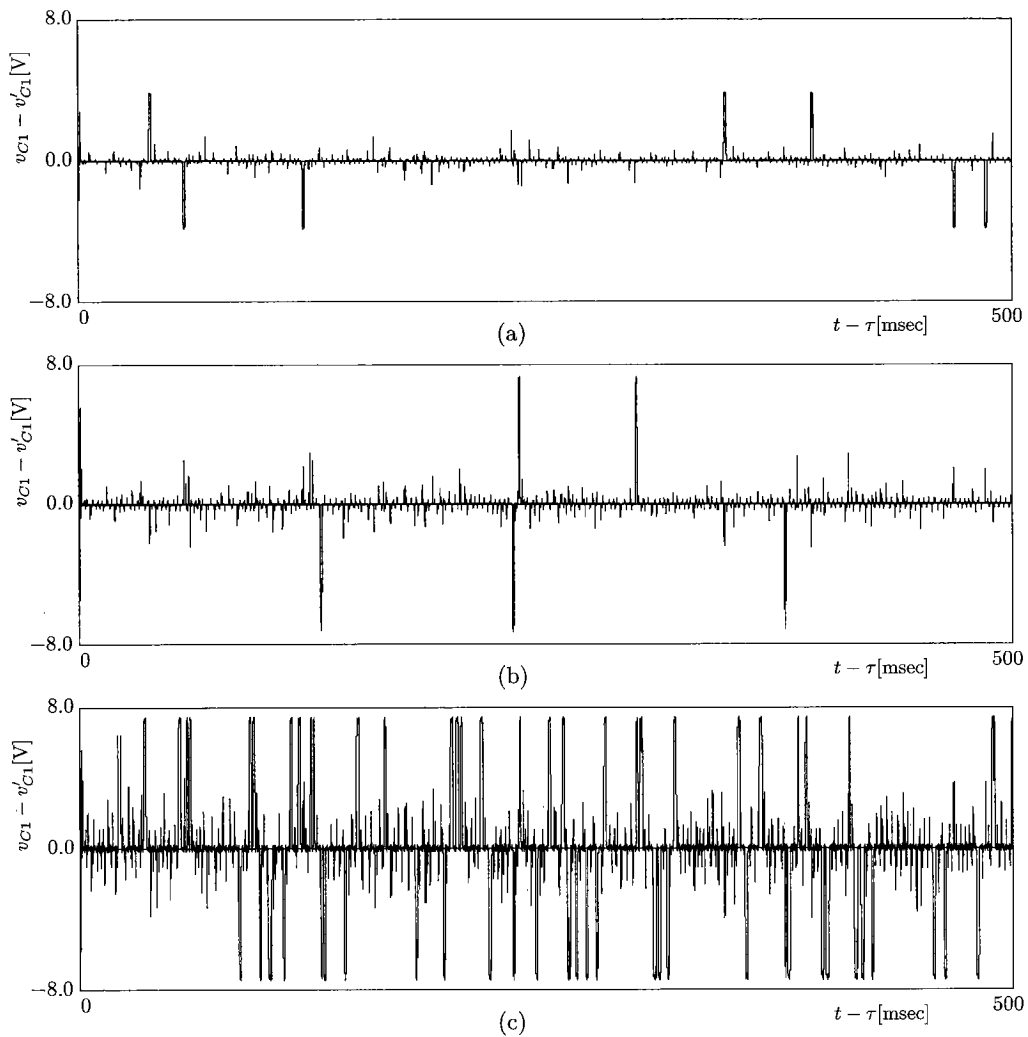 8.0
v_{C1} − v′_{C1}[V]
0.0
−8.0
0
t − τ[msec]
500
(a)
8.0
v_{C1} − v′_{C1}[V]
0.0
−8.0
0
t − τ[msec]
500
(b)
8.0
v_{C1} − v′_{C1}[V]
0.0
−8.0
0
t − τ[msec]
500
(c)